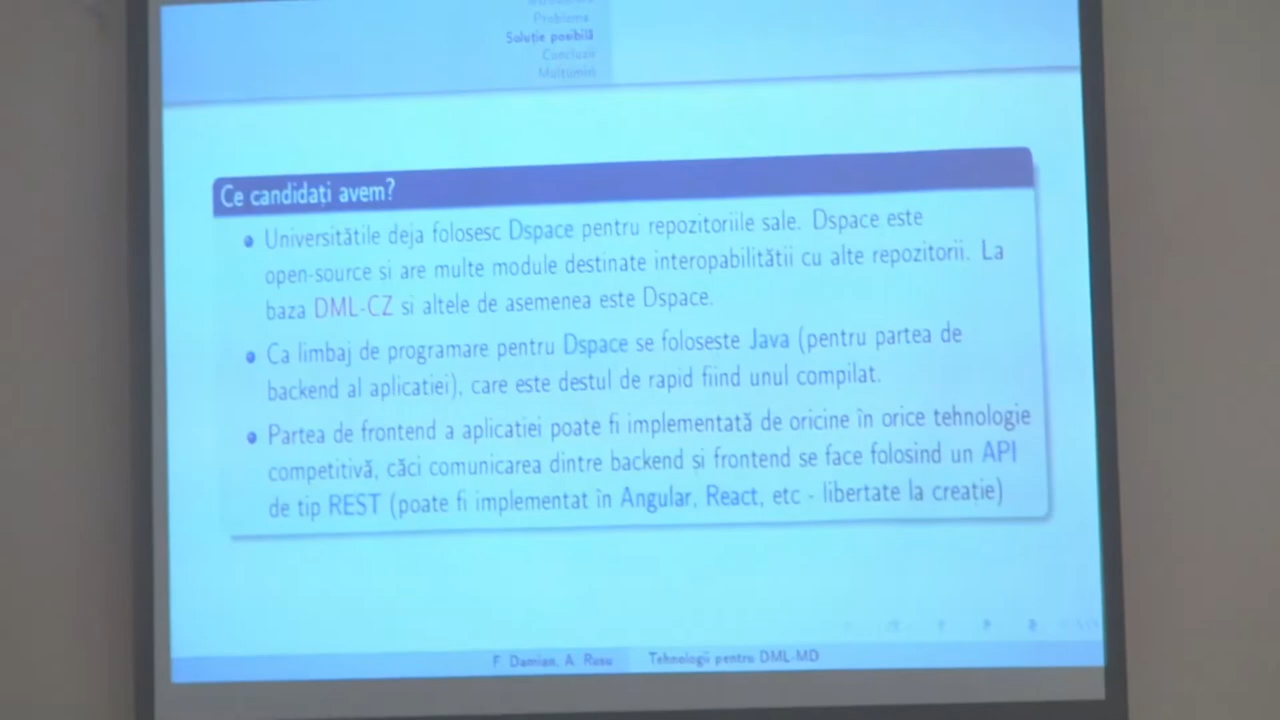 Probleme
Soluție posibilă
Concluzii
Mulțumiri
Ce candidați avem?
Universitătile deja folosesc Dspace pentru repozitoriile sale. Dspace este
open-source si are multe module destinate interopabilitătii cu alte repozitorii. La
baza DML-CZ si altele de asemenea este Dspace.
Ca limbaj de programare pentru Dspace se foloseste Java (pentru partea de
backend al aplicatiei), care este destul de rapid fiind unul compilat.
Partea de frontend a aplicatiei poate fi implementată de oricine în orice tehnologie
competitivă, căci comunicarea dintre backend si frontend se face folosind un API
de tip REST (poate fi implementat în Angular, React, etc - libertate la creatie)
F. Damian, A. Rusu Tehnologii pentru DML-MD